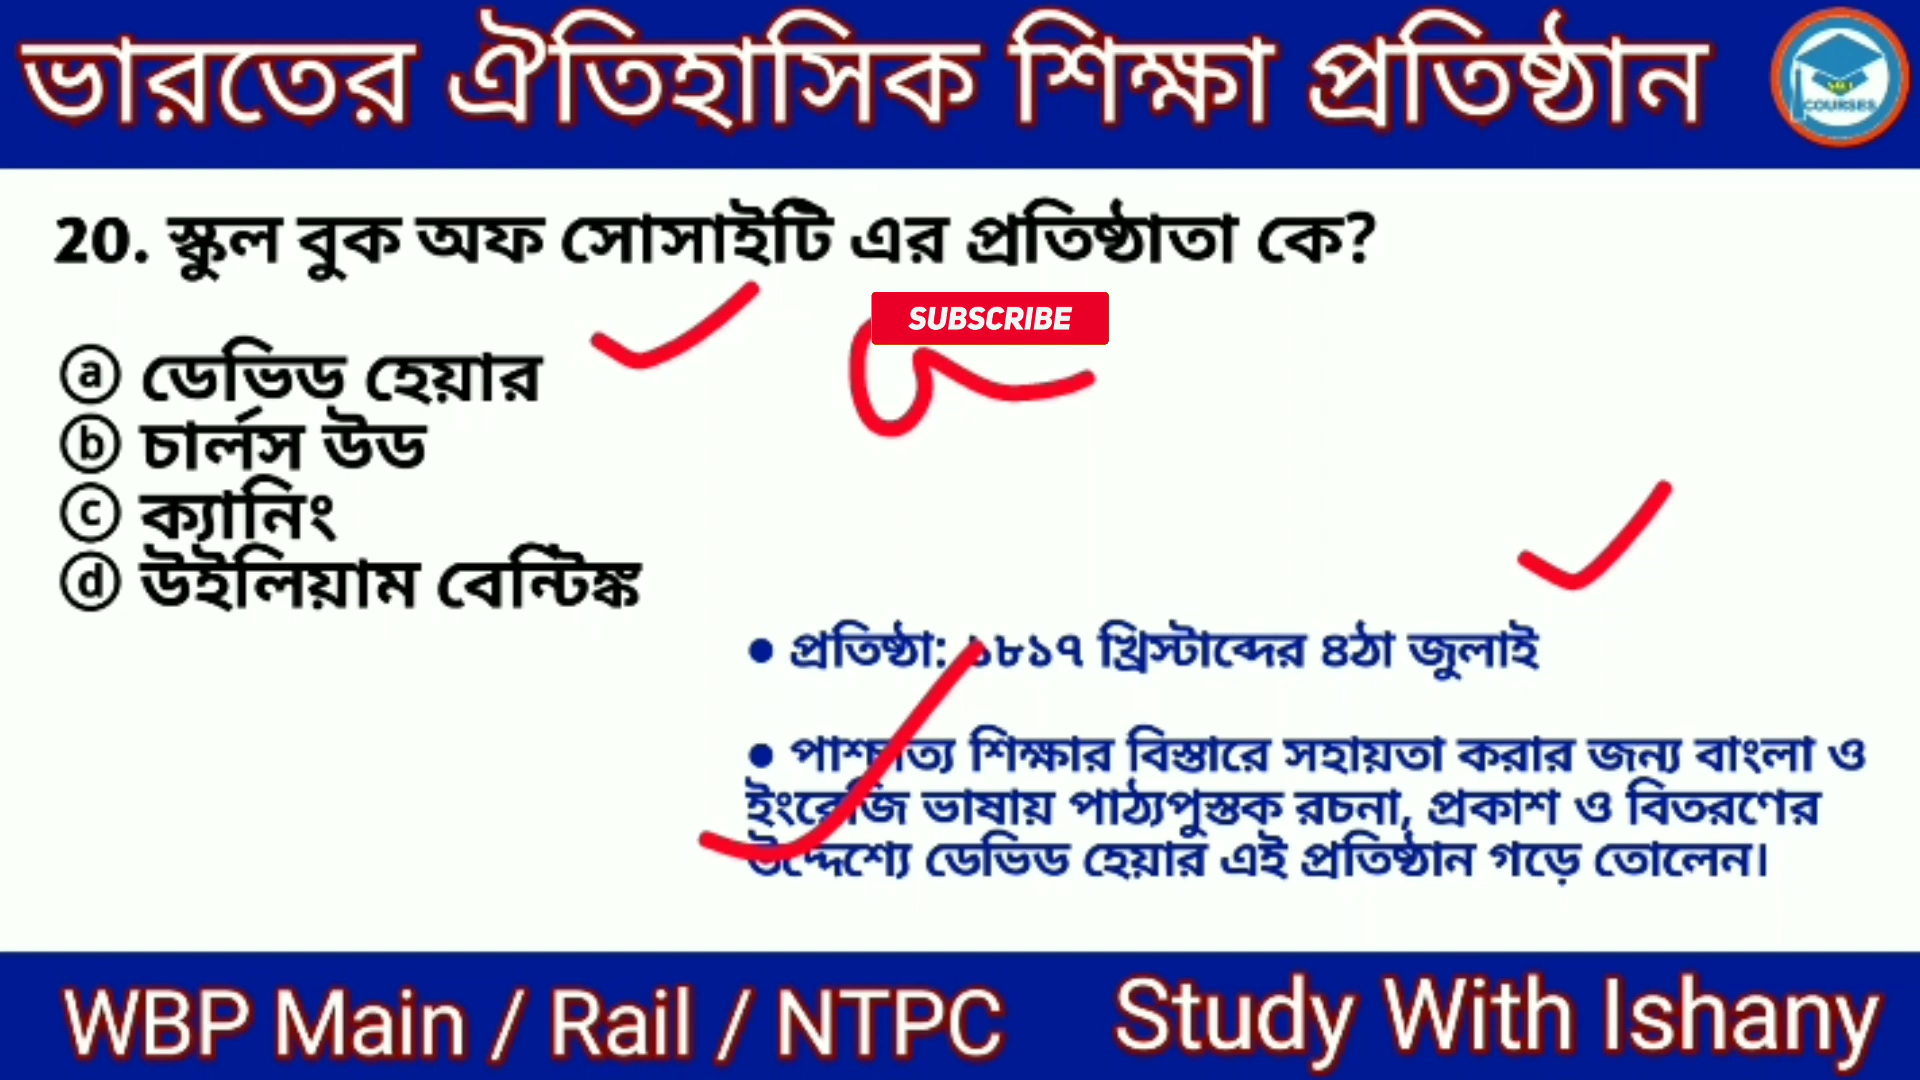 ভারতের ঐতিহাসিক শিক্ষা প্রতিষ্ঠান
COURSES
20. স্কুল বুক অফ সোসাইটি এর প্রতিষ্ঠাতা কে?
SUBSCRIBE
ⓐ ডেভিড হেয়ার
ⓑ চার্লস উড
ⓒ ক্যানিং
ⓓ উইলিয়াম বেন্টিঙ্ক
● প্রতিষ্ঠা: ১৮১৭ খ্রিস্টাব্দের ৪ঠা জুলাই
● পাশ্চাত্য শিক্ষার বিস্তারে সহায়তা করার জন্য বাংলা ও
ইংরেজি ভাষায় পাঠ্যপুস্তক রচনা, প্রকাশ ও বিতরণের
উদ্দেশ্যে ডেভিড হেয়ার এই প্রতিষ্ঠান গড়ে তোলেন।
WBP Main / Rail / NTPC
Study With Ishany